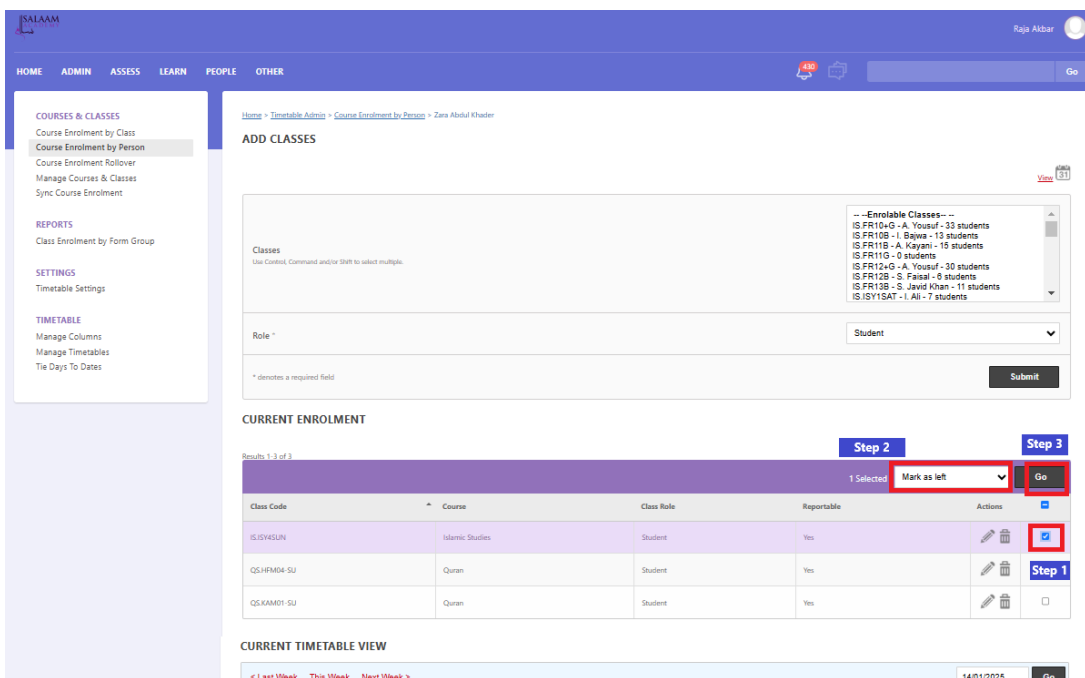 SALAAM
Raja Akbar
HOME ADMIN ASSESS LEARN PEOPLE OTHER
430
Go
COURSES & CLASSES
Course Enrolment by Class
Course Enrolment by Person
Course Enrolment Rollover
Manage Courses & Classes
Sync Course Enrolment
REPORTS
Class Enrolment by Form Group
SETTINGS
Timetable Settings
TIMETABLE
Manage Columns
Manage Timetables
Tie Days To Dates
Home > Timetable Admin > Course Enrolment by Person > Zara Abdul Khader
ADD CLASSES
View 31
Classes
Use Control, Command and/or Shift to select multiple.
-- --Enrolable Classes-- --
IS.FR10+G - A. Yousuf - 33 students
IS.FR10B - I. Bajwa - 13 students
IS.FR11B - A. Kayani - 15 students
IS.FR11G - 0 students
IS.FR12+G - A. Yousuf - 30 students
IS.FR12B - S. Faisal - 6 students
IS.FR13B - S. Javid Khan - 11 students
IS.ISY1SAT - I. Ali - 7 students
Role *
Student
* denotes a required field
Submit
CURRENT ENROLMENT
Results 1-3 of 3
Step 2
Step 3
1 Selected Mark as left Go
Class Code Course Class Role Reportable Actions
IS.ISY4SUN Islamic Studies Student Yes
QS.HFM04-SU Quran Student Yes
Step 1
QS.KAM01-SU Quran Student Yes
CURRENT TIMETABLE VIEW
< Last Week This Week Next Week > 14/01/2025 Go